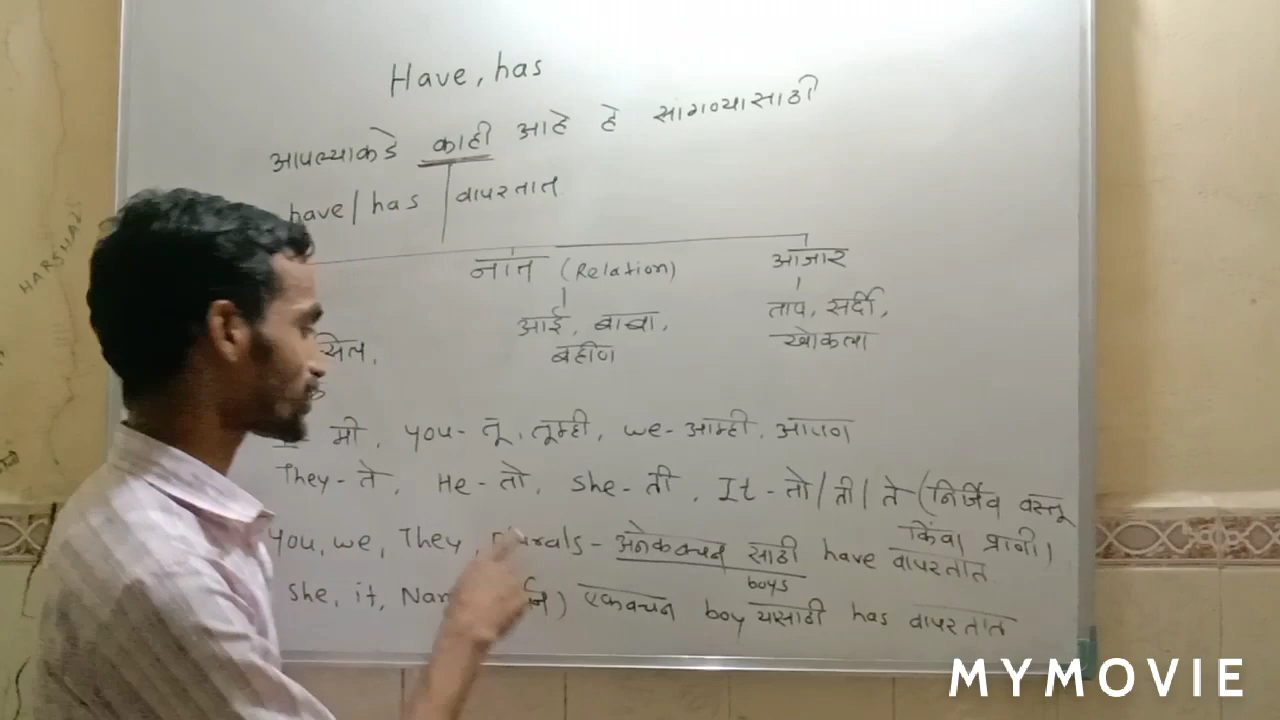 Have, has
आपल्याकडे काही आहे हे सांगण्यासाठी
have/has वापरतात
नातं (Relation) आजार
आई, बाबा, ताप, सर्दी,
बहीण खोकला
मी, you- तू, तूम्ही, we- आम्ही, आपण
They- ते, He- तो, She- ती, It- तो/ती/ते (निर्जिव वस्तू
किंवा प्राणी)
you, we, They, अनेकवचन साठी have वापरतात
boys
she, it, एकवचन boy यासाठी has वापरतात
HARSHAL
MYMOVIE